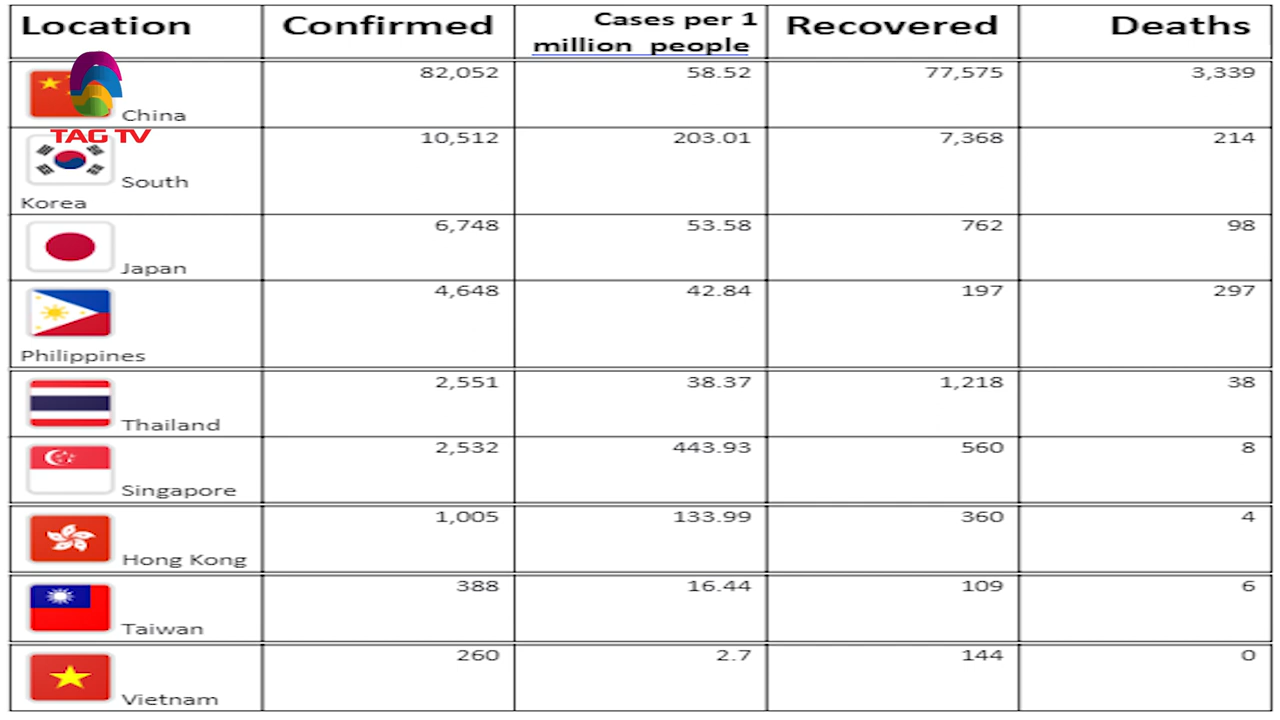 Location Confirmed Cases per 1 million people Recovered Deaths
China 82,052 58.52 77,575 3,339
TAG TV
South Korea 10,512 203.01 7,368 214
Japan 6,748 53.58 762 98
Philippines 4,648 42.84 197 297
Thailand 2,551 38.37 1,218 38
Singapore 2,532 443.93 560 8
Hong Kong 1,005 133.99 360 4
Taiwan 388 16.44 109 6
Vietnam 260 2.7 144 0